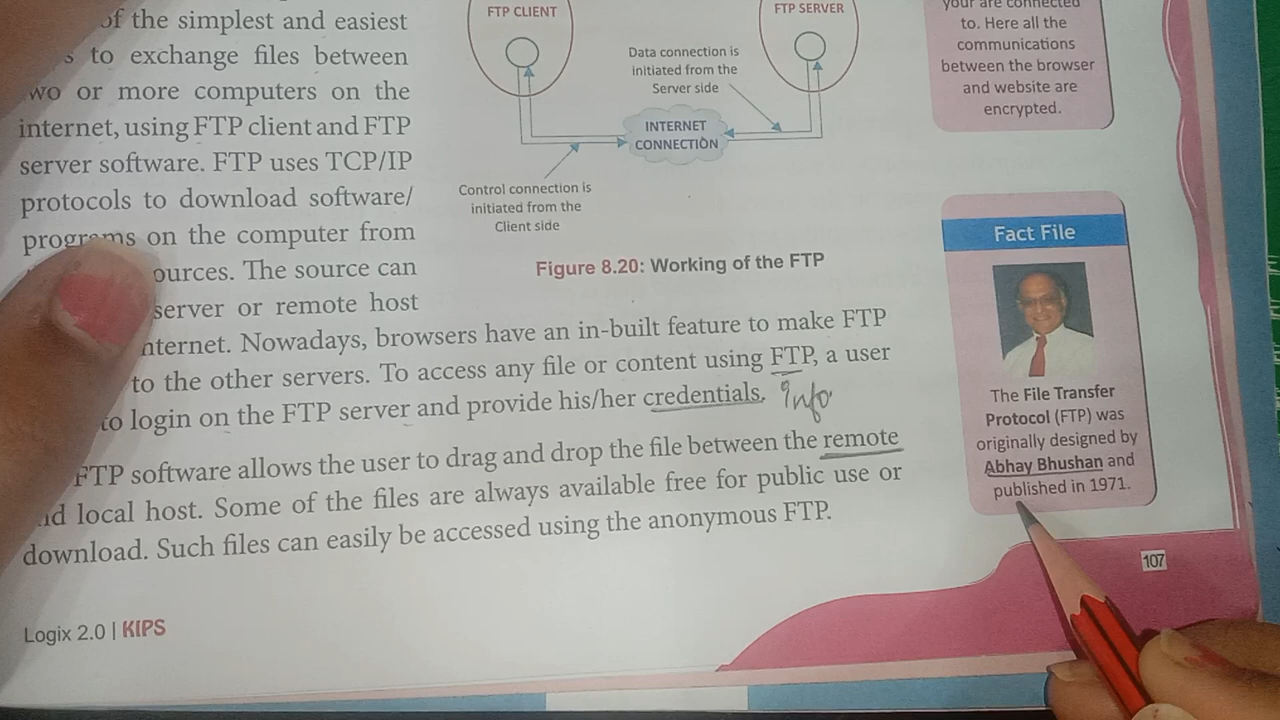 of the simplest and easiest
to exchange files between
two or more computers on the
internet, using FTP client and FTP
server software. FTP uses TCP/IP
protocols to download software/
programs on the computer from
ources. The source can
server or remote host
nternet. Nowadays, browsers have an in-built feature to make FTP
to the other servers. To access any file or content using FTP, a user
to login on the FTP server and provide his/her credentials. info
FTP software allows the user to drag and drop the file between the remote
nd local host. Some of the files are always available free for public use or
download. Such files can easily be accessed using the anonymous FTP.
FTP CLIENT
FTP SERVER
Data connection is
initiated from the
Server side
INTERNET
CONNECTION
Control connection is
initiated from the
Client side
Figure 8.20: Working of the FTP
your are connected
to. Here all the
communications
between the browser
and website are
encrypted.
Fact File
The File Transfer
Protocol (FTP) was
originally designed by
Abhay Bhushan and
published in 1971.
107
Logix 2.0 | KIPS